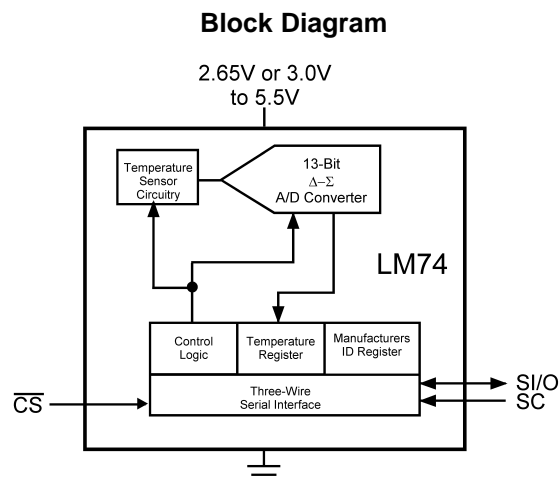 Block Diagram
2.65V or 3.0V
to 5.5V
Temperature
Sensor
Circuitry
13-Bit
Δ–Σ
A/D Converter
LM74
Control
Logic
Temperature
Register
Manufacturers
ID Register
Three-Wire
Serial Interface
CS
SI/O
SC